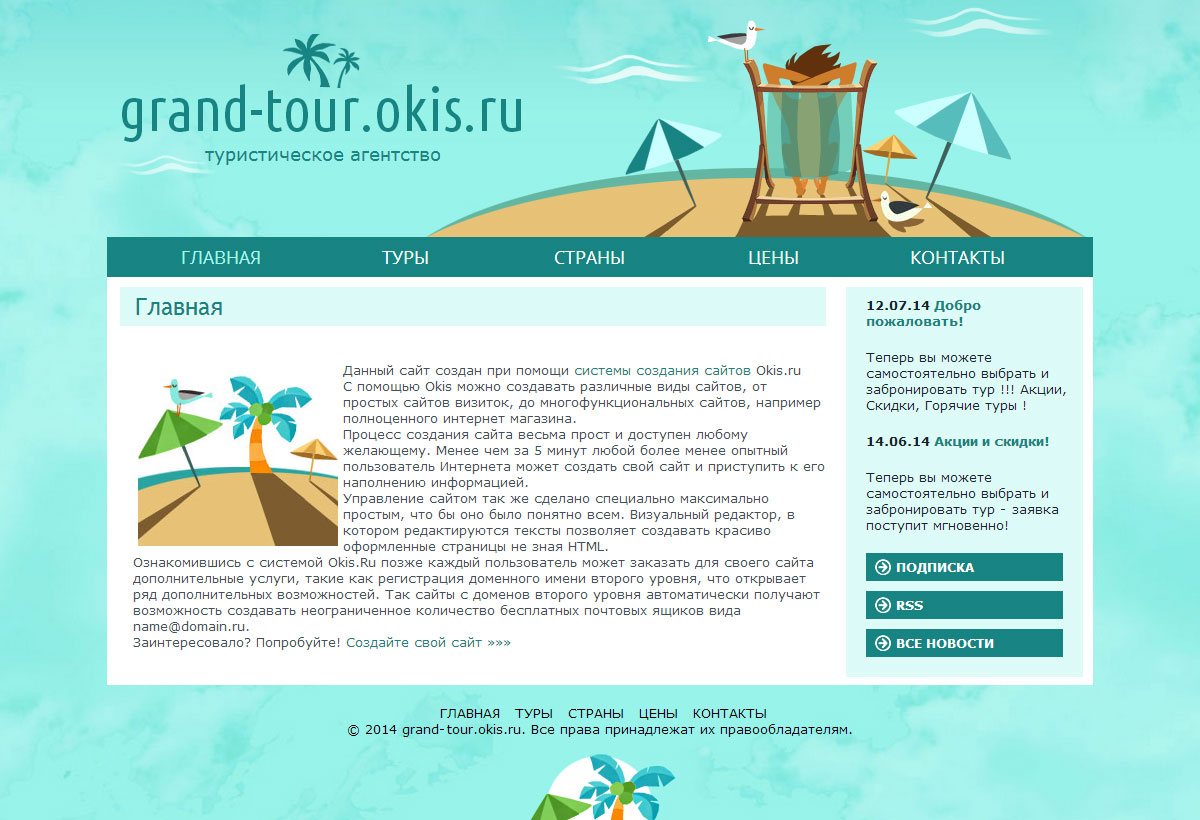 grand-tour.okis.ru
туристическое агентство
ГЛАВНАЯ ТУРЫ СТРАНЫ ЦЕНЫ КОНТАКТЫ
Главная
Данный сайт создан при помощи системы создания сайтов Okis.ru
С помощью Okis можно создавать различные виды сайтов, от
простых сайтов визиток, до многофункциональных сайтов, например
полноценного интернет магазина.
Процесс создания сайта весьма прост и доступен любому
желающему. Менее чем за 5 минут любой более менее опытный
пользователь Интернета может создать свой сайт и приступить к его
наполнению информацией.
Управление сайтом так же сделано специально максимально
простым, что бы оно было понятно всем. Визуальный редактор, в
котором редактируются тексты позволяет создавать красиво
оформленные страницы не зная HTML.
Ознакомившись с системой Okis.Ru позже каждый пользователь может заказать для своего сайта
дополнительные услуги, такие как регистрация доменного имени второго уровня, что открывает
ряд дополнительных возможностей. Так сайты с доменов второго уровня автоматически получают
возможность создавать неограниченное количество бесплатных почтовых ящиков вида
name@domain.ru.
Заинтересовало? Попробуйте! Создайте свой сайт »»»
12.07.14 Добро
пожаловать!
Теперь вы можете
самостоятельно выбрать и
забронировать тур !!! Акции,
Скидки, Горячие туры !
14.06.14 Акции и скидки!
Теперь вы можете
самостоятельно выбрать и
забронировать тур - заявка
поступит мгновенно!
ПОДПИСКА
RSS
ВСЕ НОВОСТИ
ГЛАВНАЯ ТУРЫ СТРАНЫ ЦЕНЫ КОНТАКТЫ
© 2014 grand-tour.okis.ru. Все права принадлежат их правообладателям.